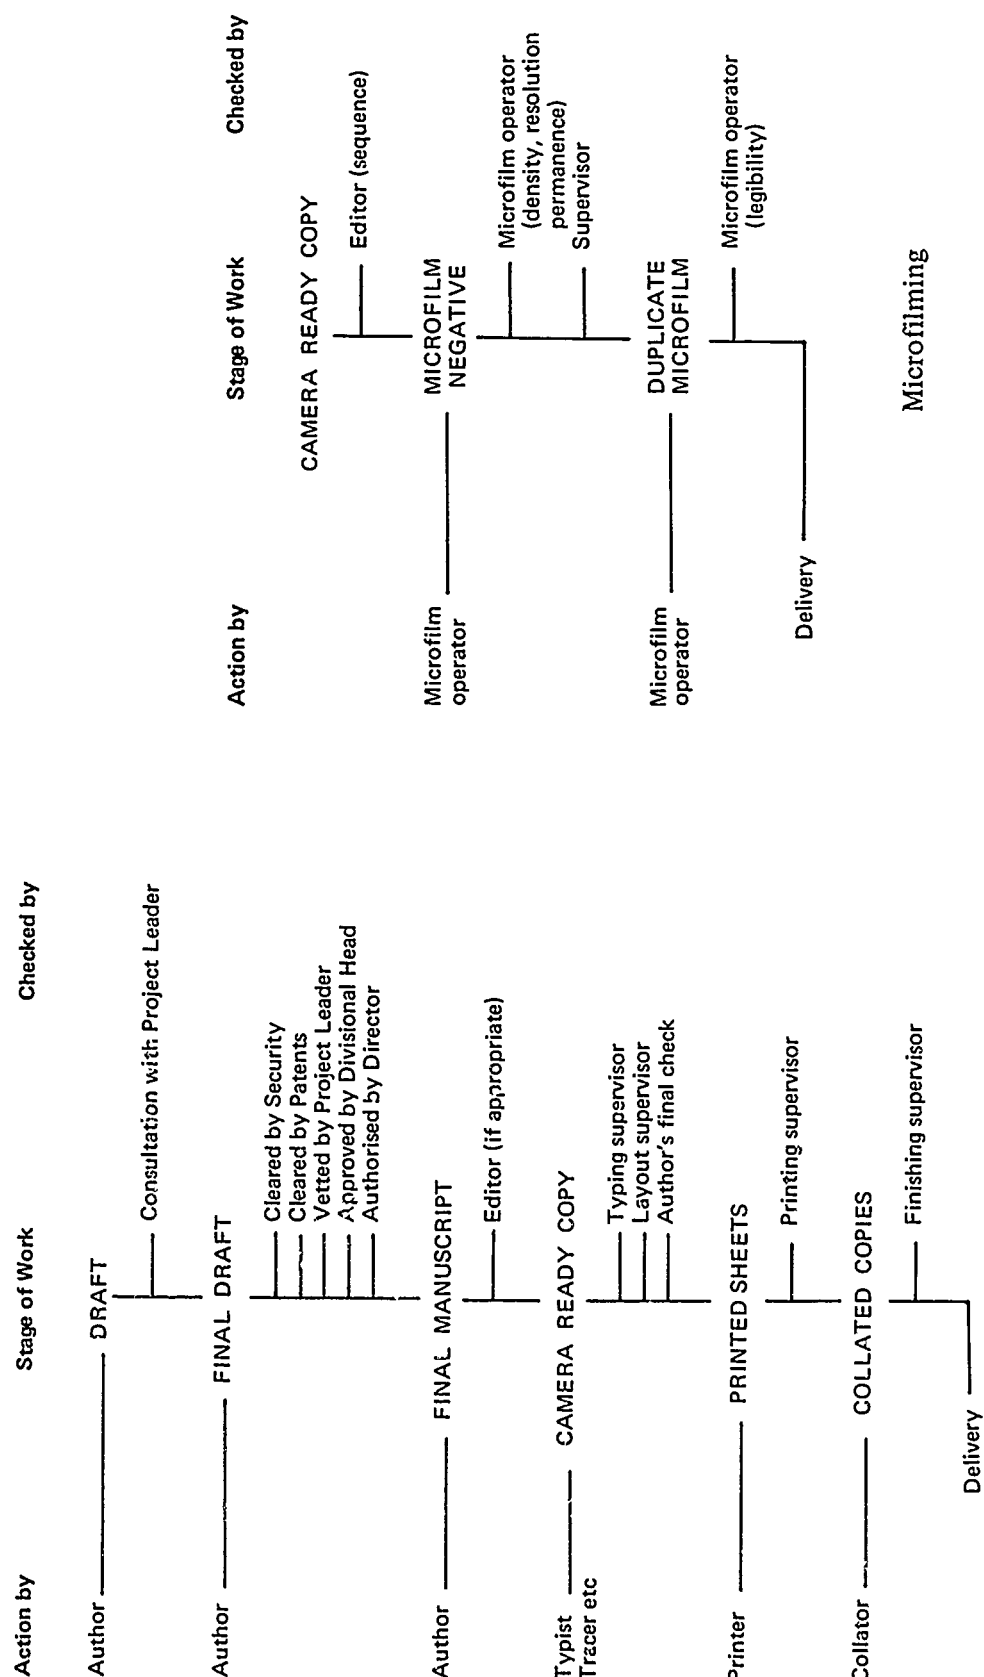 Action by
Stage of Work
Checked by
Author
DRAFT
Consultation with Project Leader
Author
FINAL DRAFT
Cleared by Security
Cleared by Patents
Vetted by Project Leader
Approved by Divisional Head
Authorised by Director
Author
FINAL MANUSCRIPT
Editor (if appropriate)
Typist
Tracer etc
CAMERA READY COPY
Typing supervisor
Layout supervisor
Author's final check
Printer
PRINTED SHEETS
Printing supervisor
Collator
COLLATED COPIES
Finishing supervisor
Delivery
Action by
Stage of Work
Checked by
CAMERA READY COPY
Editor (sequence)
Microfilm
operator
MICROFILM
NEGATIVE
Microfilm operator
(density, resolution
permanence)
Supervisor
Microfilm
operator
DUPLICATE
MICROFILM
Microfilm operator
(legibility)
Delivery
Microfilming